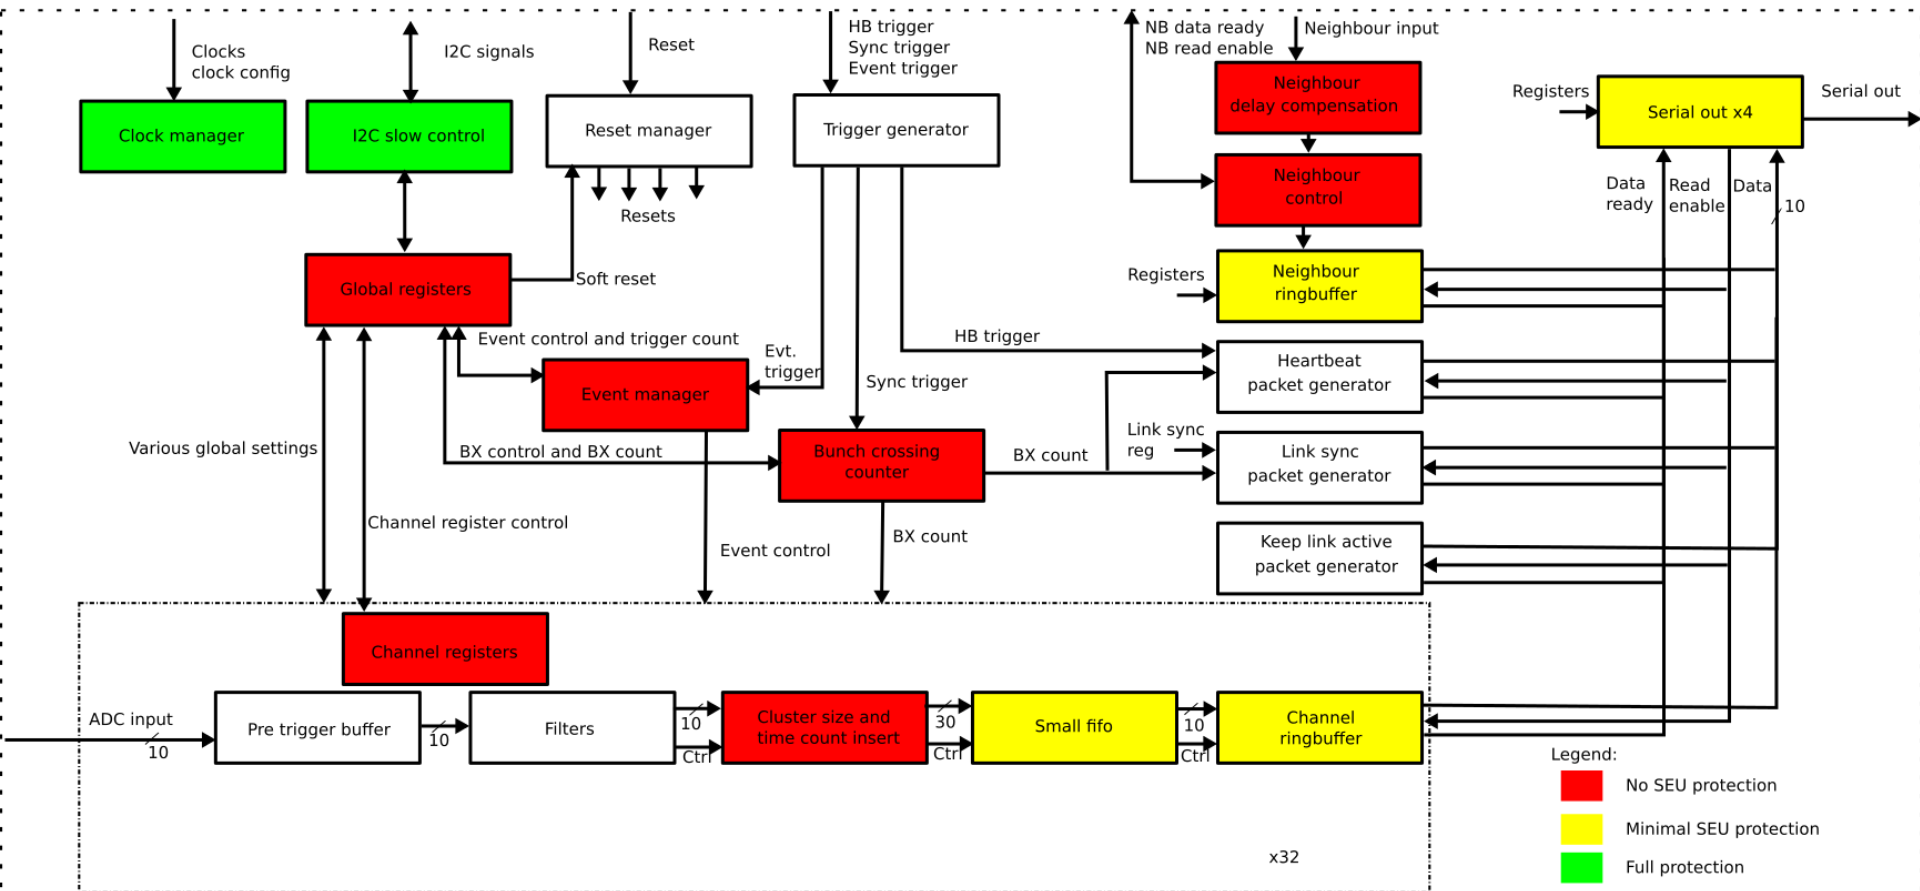 Clocks
clock config
I2C signals
Reset
HB trigger
Sync trigger
Event trigger
NB data ready
NB read enable
Neighbour input
Clock manager
I2C slow control
Reset manager
Trigger generator
Neighbour
delay compensation
Registers
Serial out x4
Serial out
Neighbour
control
Resets
Data
ready
Read
enable
Data
10
Global registers
Soft reset
Registers
Neighbour
ringbuffer
Event control and trigger count
Evt.
trigger
HB trigger
Sync trigger
Heartbeat
packet generator
Event manager
Various global settings
BX control and BX count
Bunch crossing
counter
BX count
Link sync
reg
Link sync
packet generator
Channel register control
Event control
BX count
Keep link active
packet generator
Channel registers
ADC input
10
Pre trigger buffer
10
Filters
10
Ctrl
Cluster size and
time count insert
30
Ctrl
Small fifo
10
Ctrl
Channel
ringbuffer
x32
Legend:
No SEU protection
Minimal SEU protection
Full protection